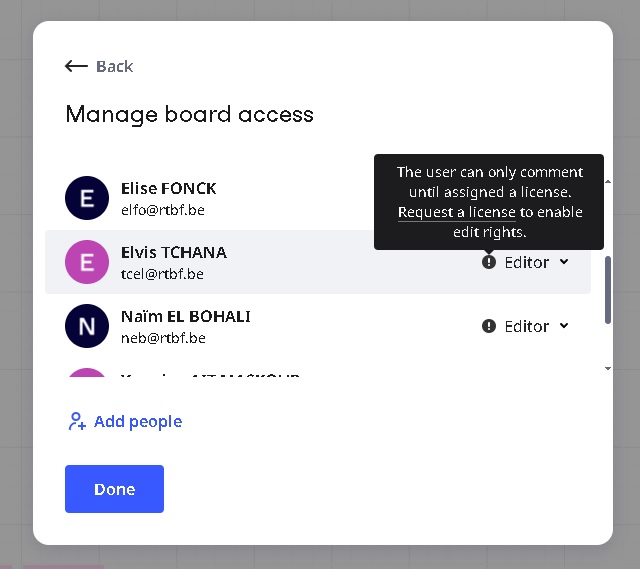 Back
Manage board access
E
Elise FONCK
elfo@rtbf.be
The user can only comment
until assigned a license.
Request a license to enable
edit rights.
E
Elvis TCHANA
tcel@rtbf.be
Editor
N
Naïm EL BOHALI
neb@rtbf.be
Editor
Add people
Done